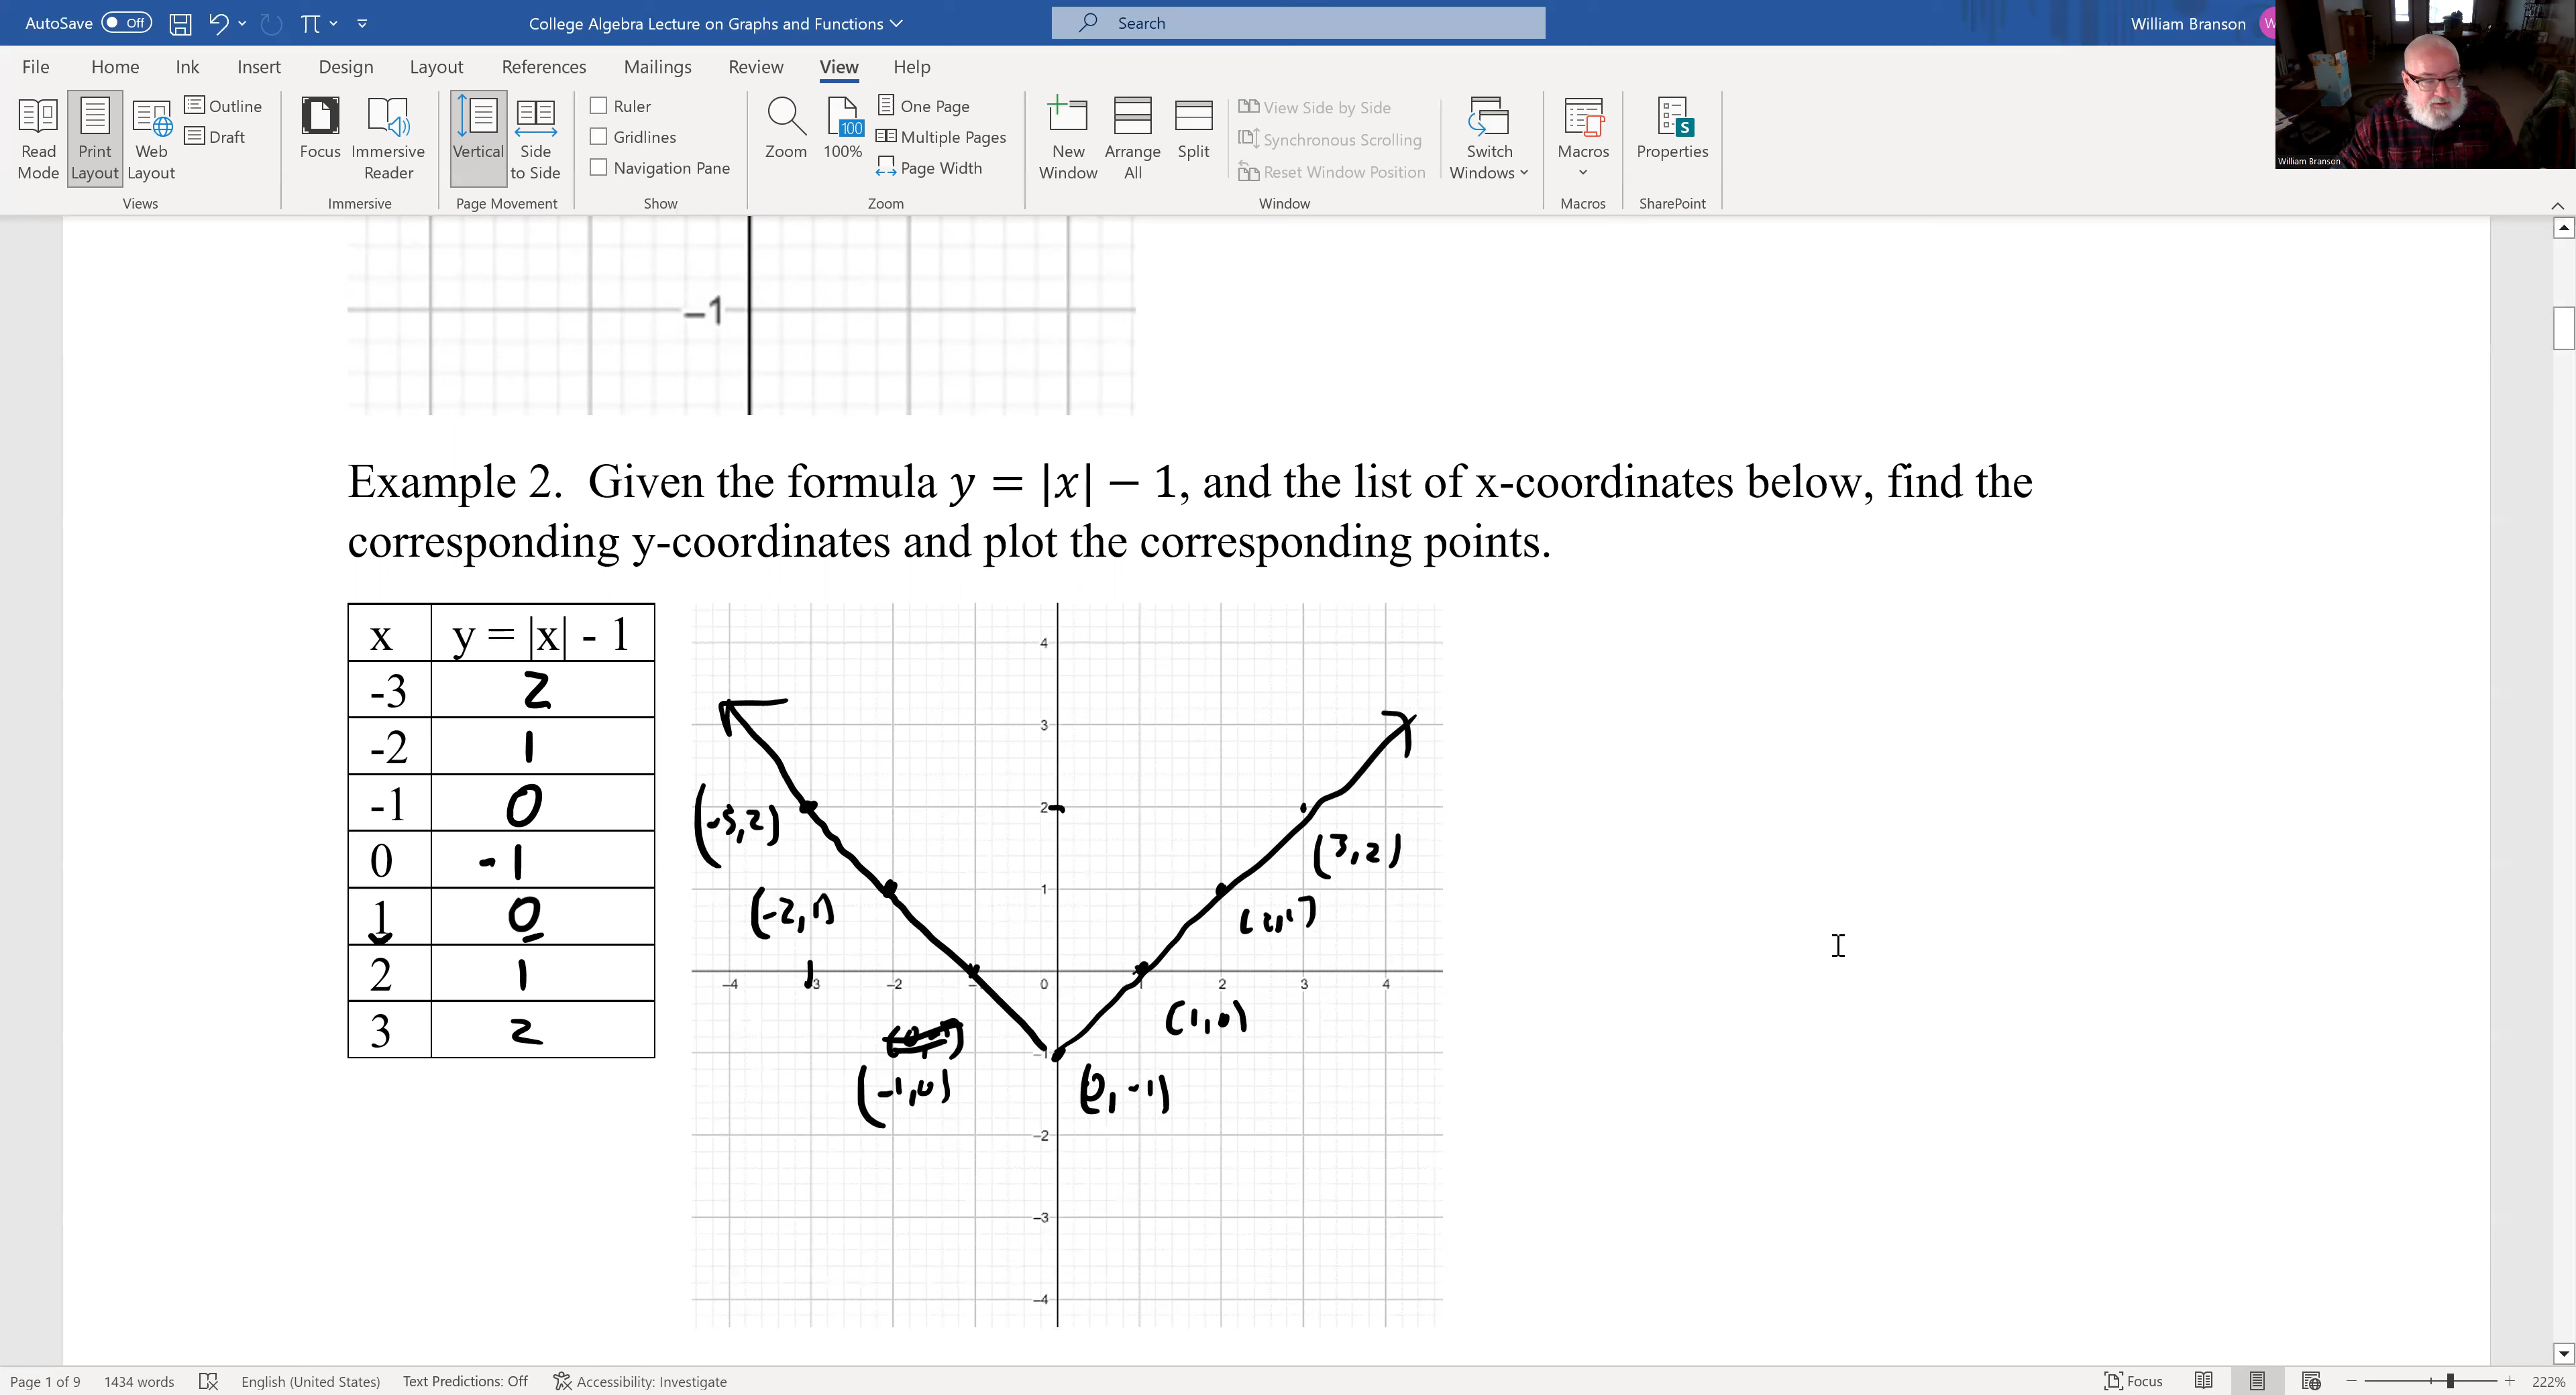 AutoSave Off
College Algebra Lecture on Graphs and Functions
Search
William Branson
W
William Branson
File Home Ink Insert Design Layout References Mailings Review View Help
Read Mode
Print Layout
Web Layout
Outline
Draft
Views
Focus
Immersive Reader
Immersive
Vertical
Side to Side
Page Movement
Ruler
Gridlines
Navigation Pane
Show
Zoom
100
100%
One Page
Multiple Pages
Page Width
Zoom
New Window
Arrange All
Split
View Side by Side
Synchronous Scrolling
Reset Window Position
Window
Switch Windows
Macros
Macros
S
Properties
SharePoint
−1
Example 2. Given the formula y = |x| − 1, and the list of x-coordinates below, find the
corresponding y-coordinates and plot the corresponding points.
x y = |x| - 1
-3 2
-2 1
-1 0
0 -1
1 0
2 1
3 2
4
3
2
1
−4 −3 −2 0 2 3 4
−1
−2
−3
−4
(-3,2)
(3,2)
(-2,1)
(2,1)
(1,0)
(-1,0)
(0,-1)
Page 1 of 9 1434 words English (United States) Text Predictions: Off Accessibility: Investigate Focus 222%